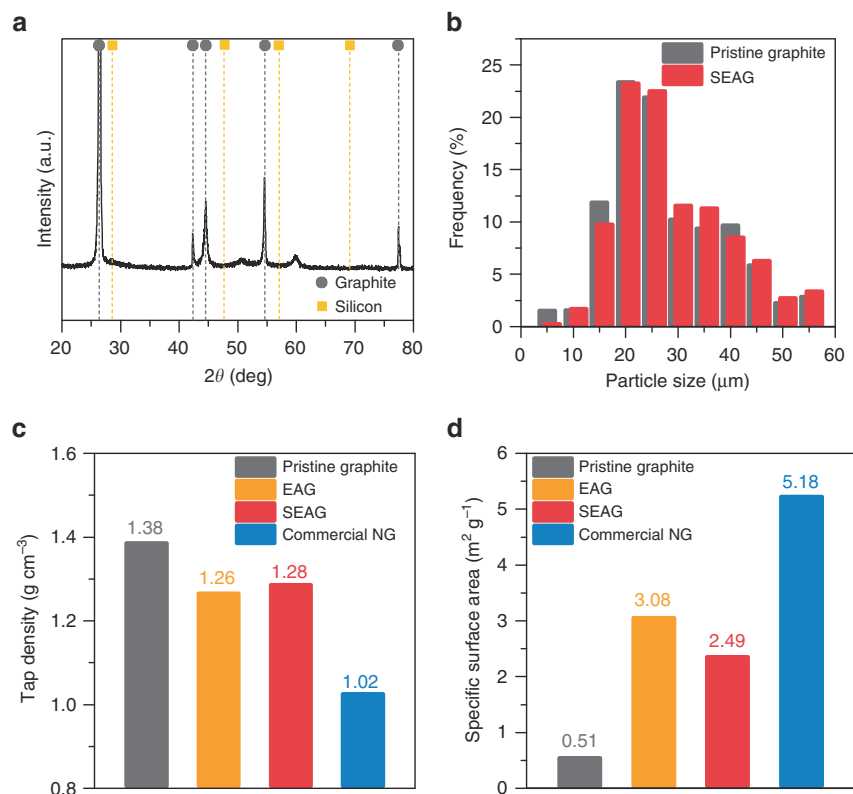 a
Intensity (a.u.)
Graphite
Silicon
20 30 40 50 60 70 80
2θ (deg)
b
Pristine graphite
SEAG
25
20
15
10
5
0
Frequency (%)
0 10 20 30 40 50 60
Particle size (μm)
c
1.6
1.4
1.2
1.0
0.8
Tap density (g cm⁻³)
Pristine graphite
EAG
SEAG
Commercial NG
1.38
1.26
1.28
1.02
d
6
5
4
3
2
1
0
Specific surface area (m² g⁻¹)
Pristine graphite
EAG
SEAG
Commercial NG
0.51
3.08
2.49
5.18